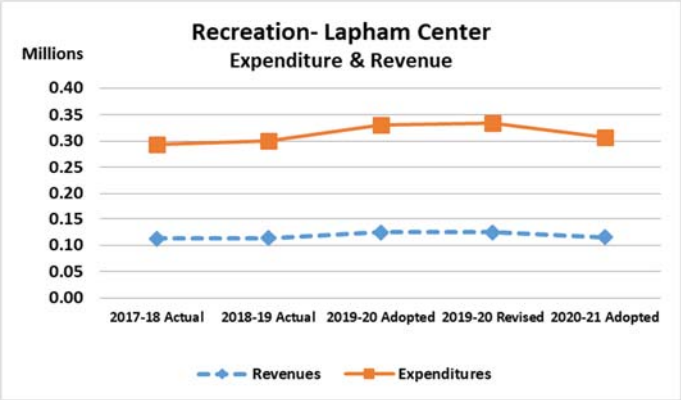 Recreation- Lapham Center
Expenditure & Revenue
Millions
0.40
0.35
0.30
0.25
0.20
0.15
0.10
0.05
0.00
2017-18 Actual 2018-19 Actual 2019-20 Adopted 2019-20 Revised 2020-21 Adopted
Revenues Expenditures